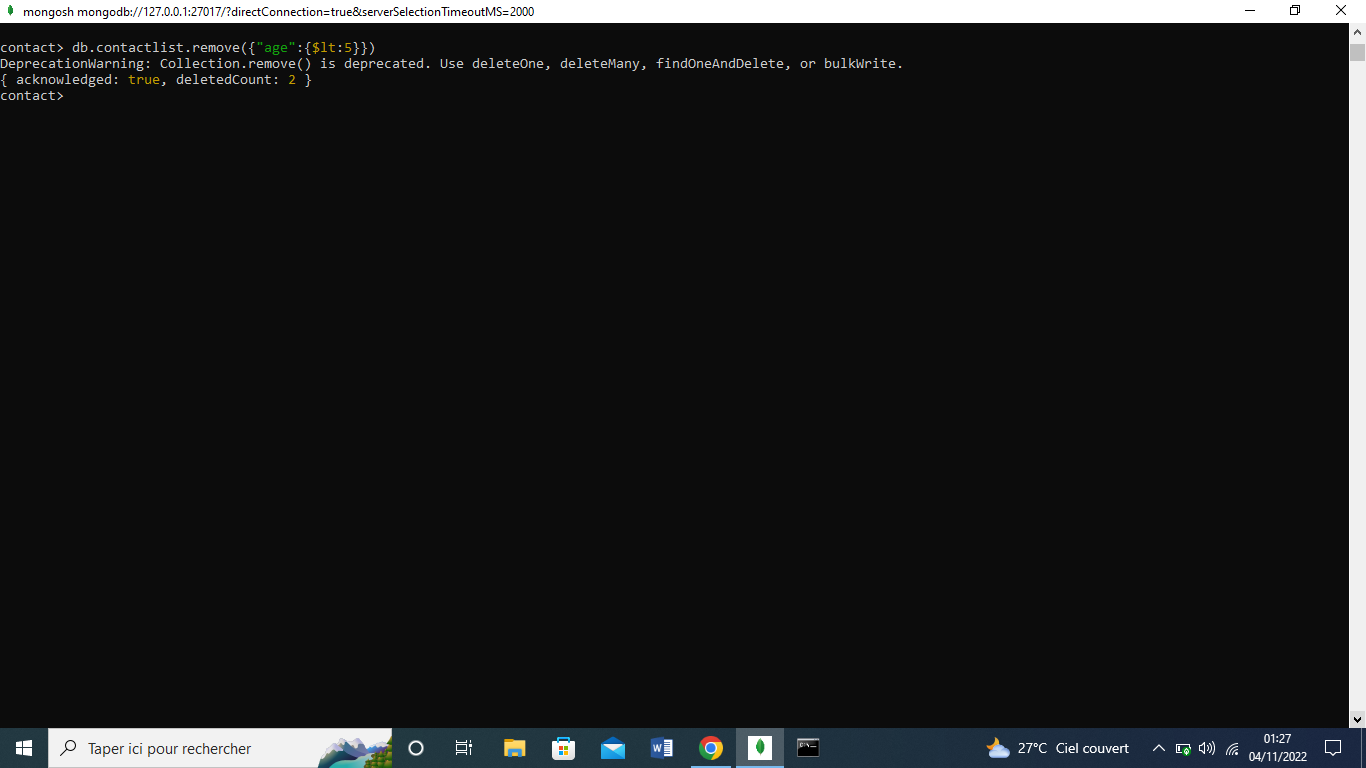 mongosh mongodb://127.0.0.1:27017/?directConnection=true&serverSelectionTimeoutMS=2000
contact> db.contactlist.remove({"age":{$lt:5}})
DeprecationWarning: Collection.remove() is deprecated. Use deleteOne, deleteMany, findOneAndDelete, or bulkWrite.
{ acknowledged: true, deletedCount: 2 }
contact>
Taper ici pour rechercher
27°C Ciel couvert
01:27
04/11/2022